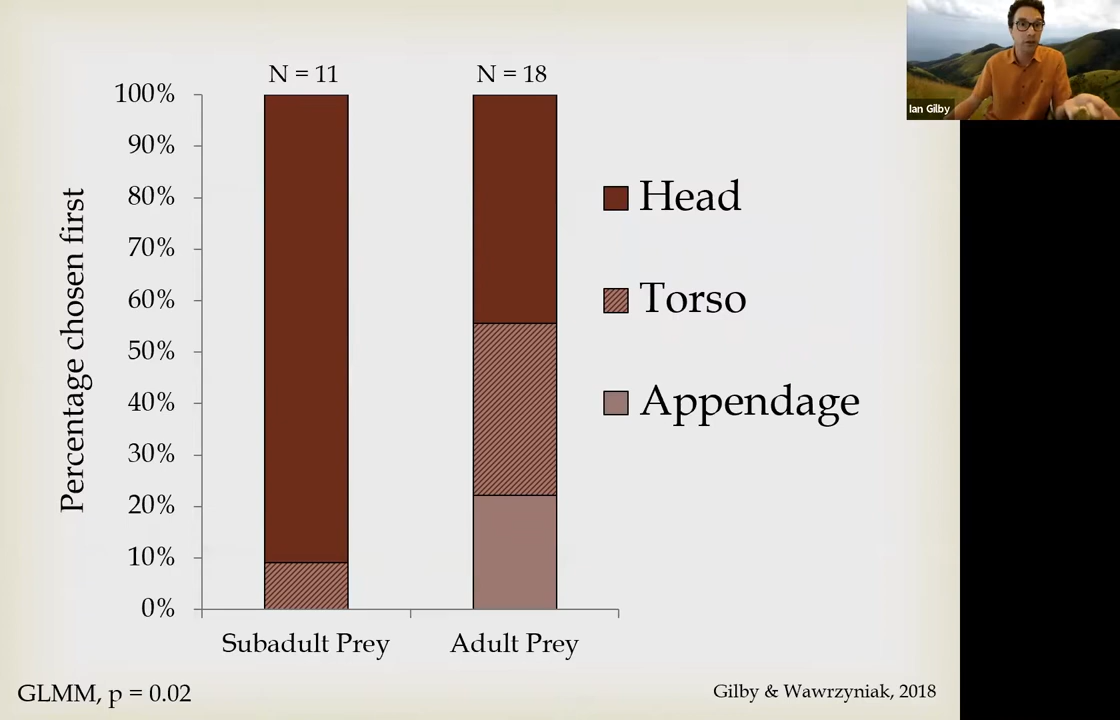 N = 11
N = 18
100%
90%
80%
70%
60%
50%
40%
30%
20%
10%
0%
Percentage chosen first
Subadult Prey
Adult Prey
Head
Torso
Appendage
GLMM, p = 0.02
Gilby & Wawrzyniak, 2018
Ian Gilby